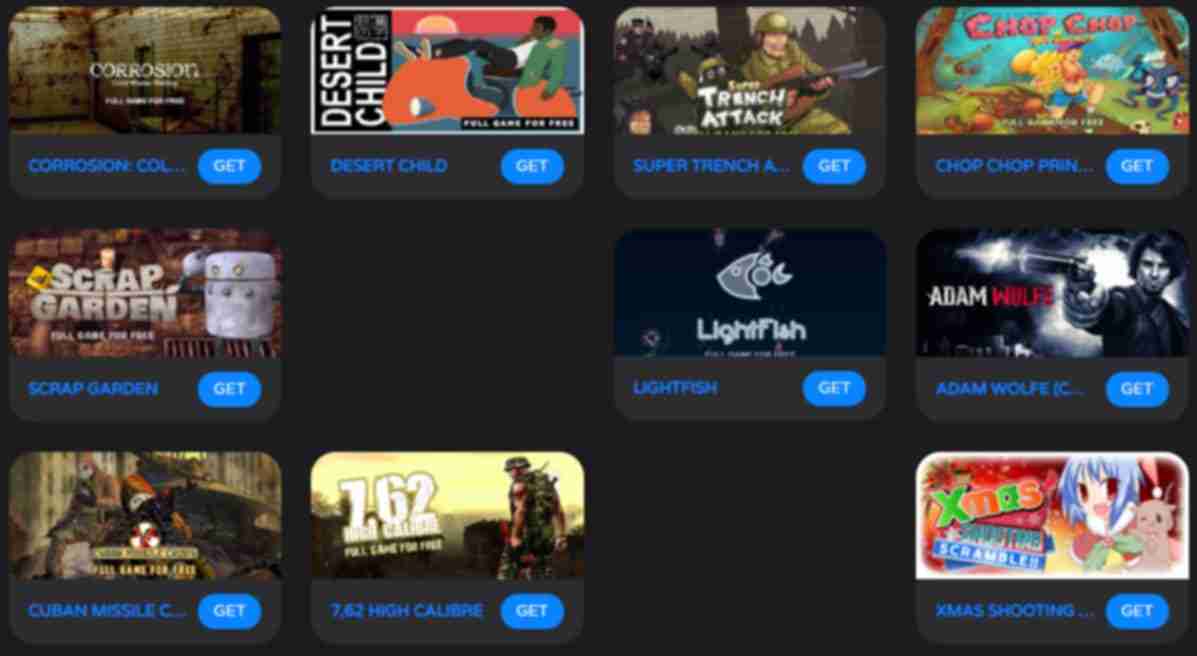 CORROSION
FULL GAME FOR FREE
CORROSION: COL...
GET
DESERT
CHILD
FULL GAME FOR FREE
DESERT CHILD
GET
SUPER
TRENCH
ATTACK
SUPER TRENCH A...
GET
CHOP CHOP
FULL GAME FOR FREE
CHOP CHOP PRIN...
GET
SCRAP
GARDEN
FULL GAME FOR FREE
SCRAP GARDEN
GET
LightFish
FULL GAME FOR FREE
LIGHTFISH
GET
ADAM WOLFE
ADAM WOLFE (C...
GET
FULL GAME FOR FREE
CUBAN MISSILE C...
GET
7,62
HIGH CALIBRE
FULL GAME FOR FREE
7,62 HIGH CALIBRE
GET
Xmas
SHOOTING
SCRAMBLE!!
XMAS SHOOTING ...
GET